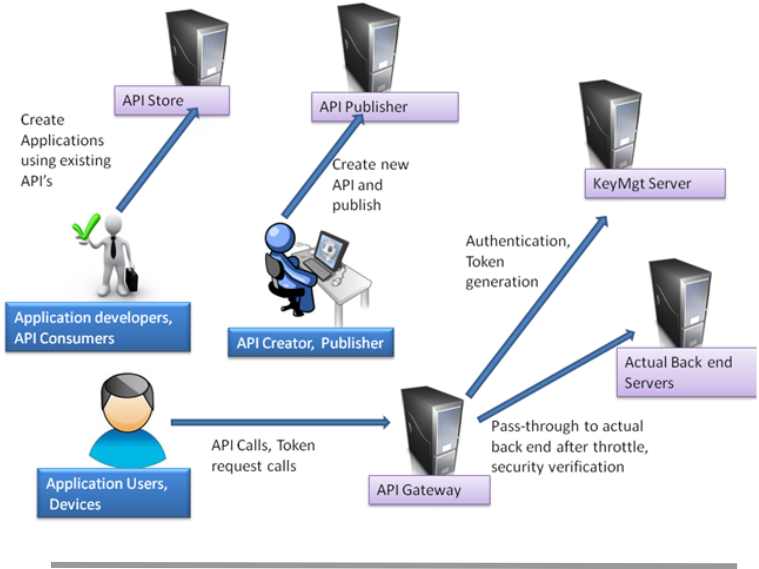 API Store
API Publisher
Create
Applications
using existing
API's
Create new
API and
publish
KeyMgt Server
Authentication,
Token
generation
Application developers,
API Consumers
API Creator, Publisher
Actual Back end
Servers
API Calls, Token
request calls
Pass-through to actual
back end after throttle,
security verification
Application Users,
Devices
API Gateway